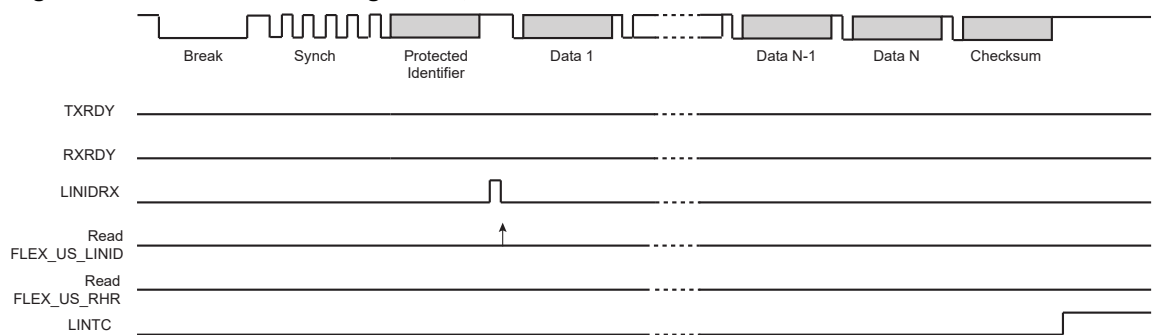 Break
Synch
Protected
Identifier
Data 1
Data N-1
Data N
Checksum
TXRDY
RXRDY
LINIDRX
Read
FLEX_US_LINID
Read
FLEX_US_RHR
LINTC